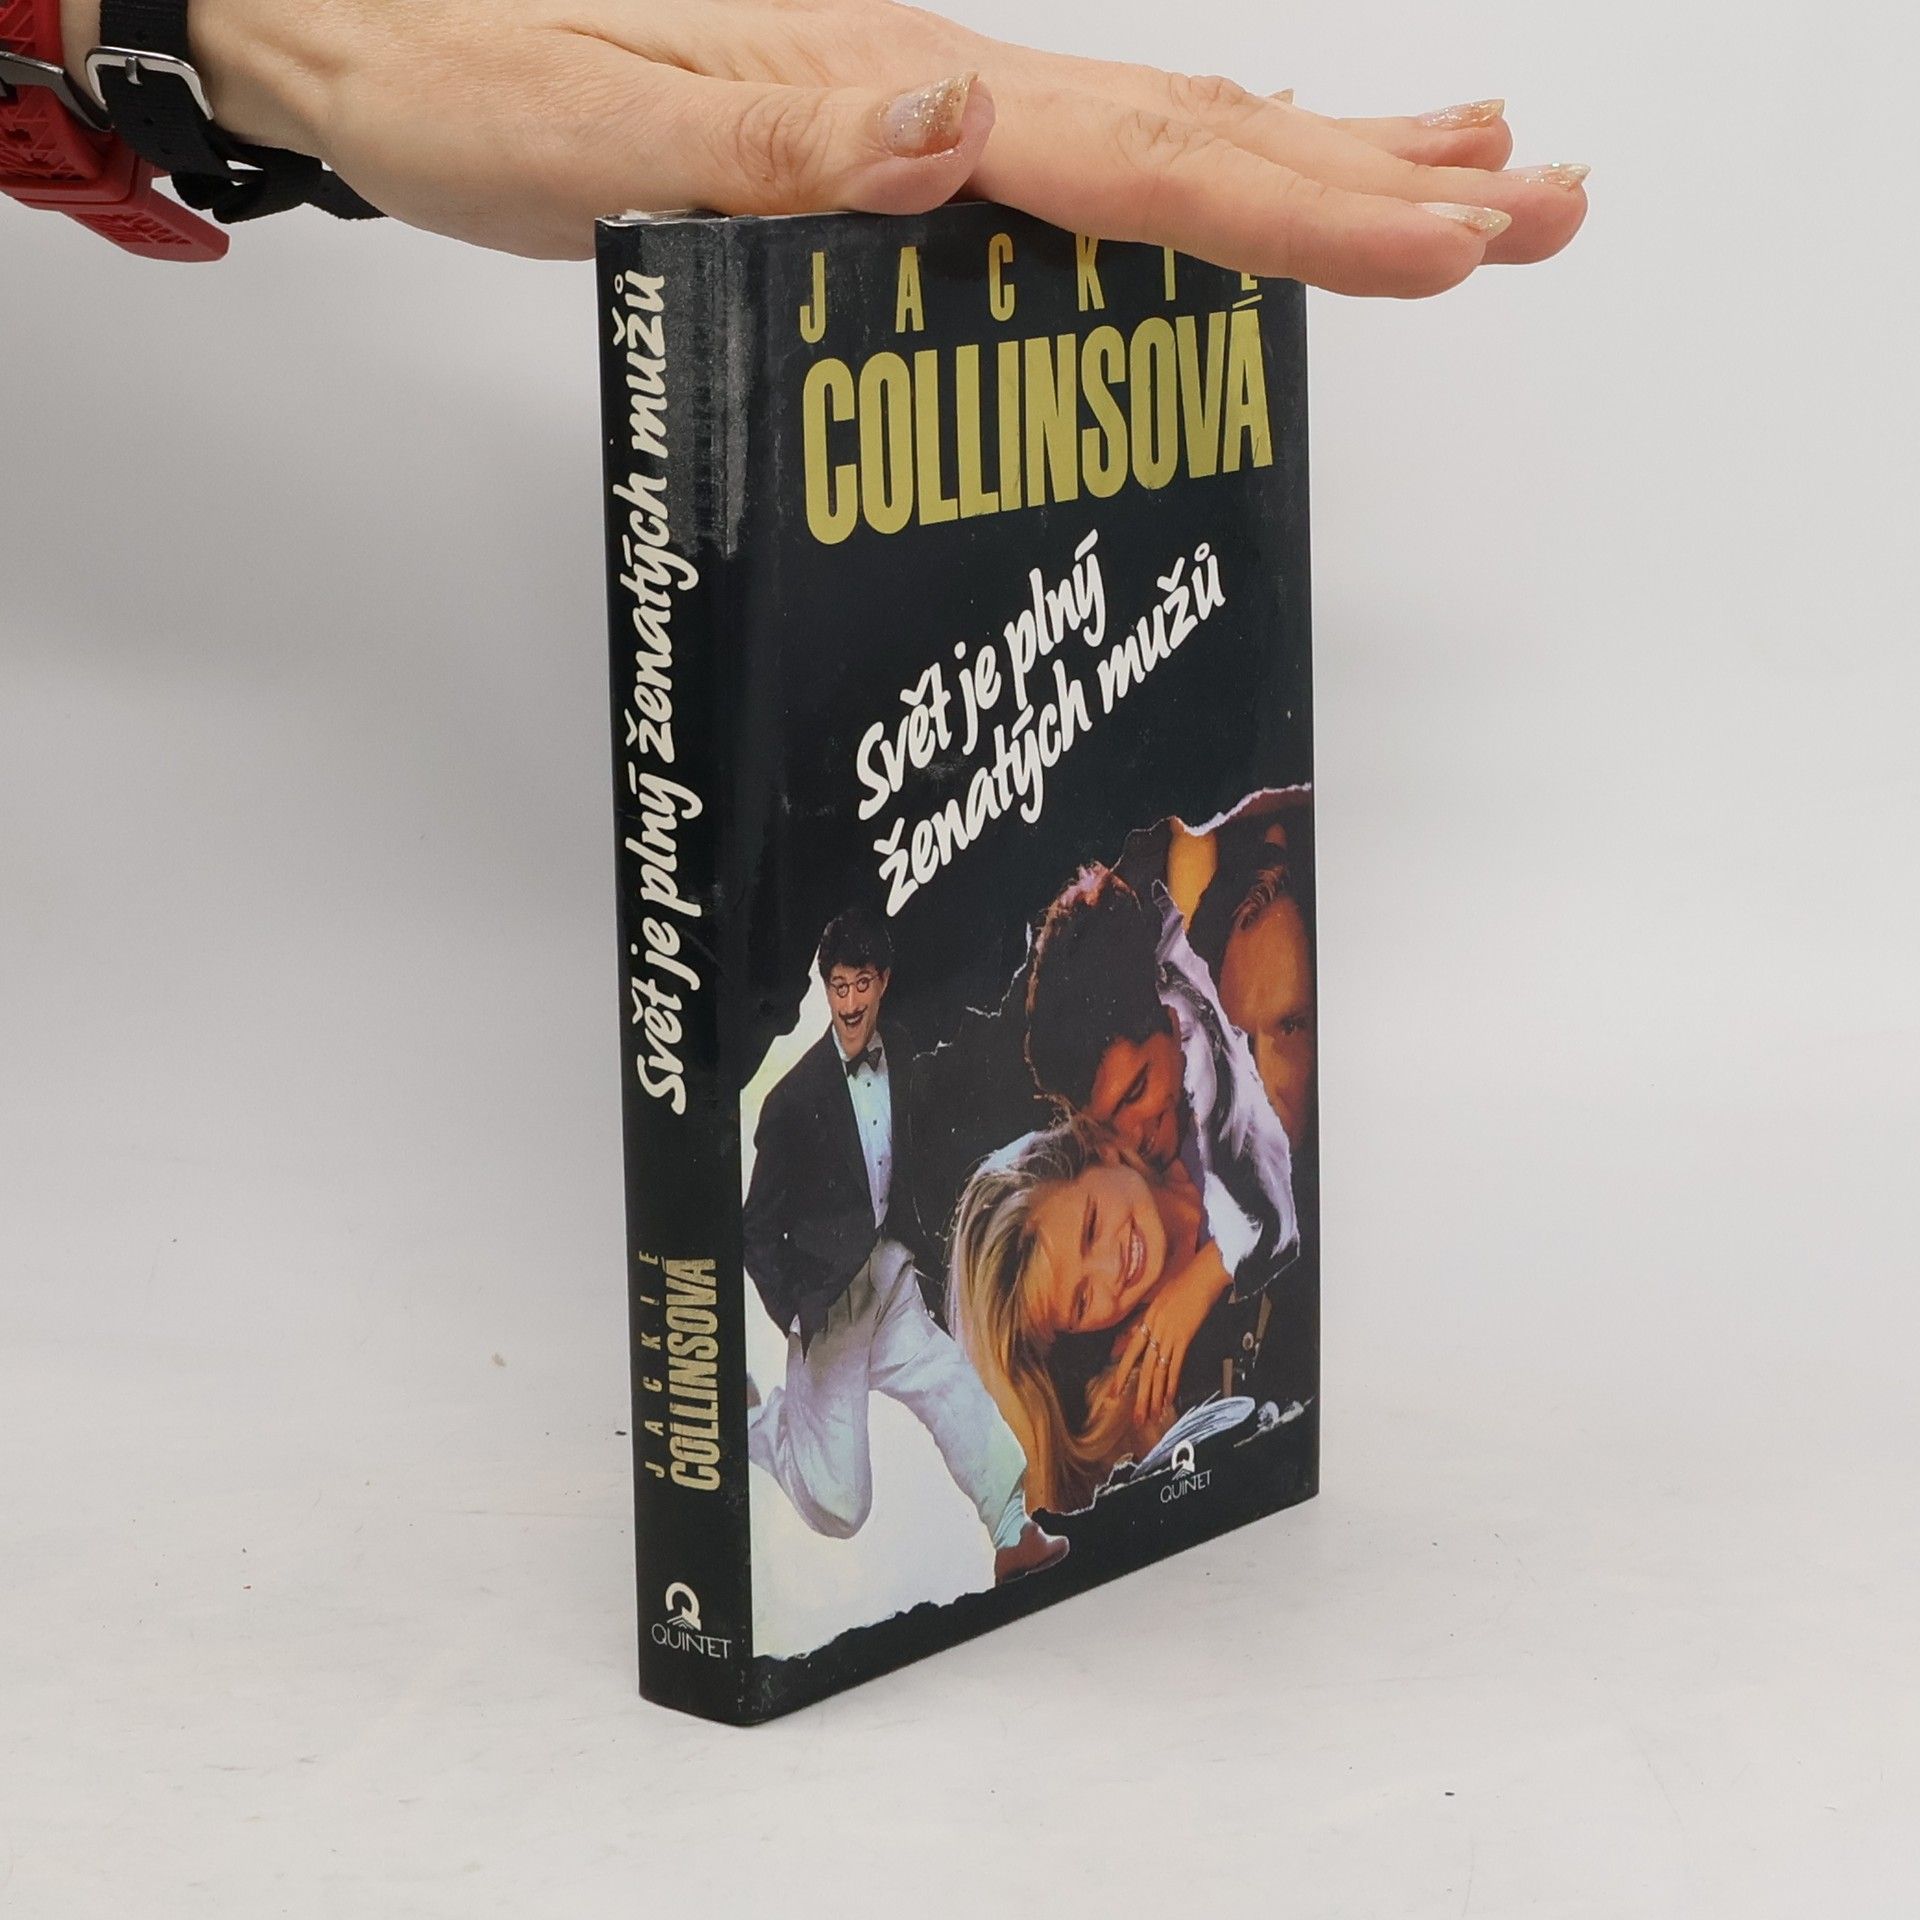 JACKIE
COLLINSOVÁ
Svět je plný
ženatých mužů
QUINTET
Svět je plný ženatých mužů
JACKIE
COLLINSOVÁ
QUINTET